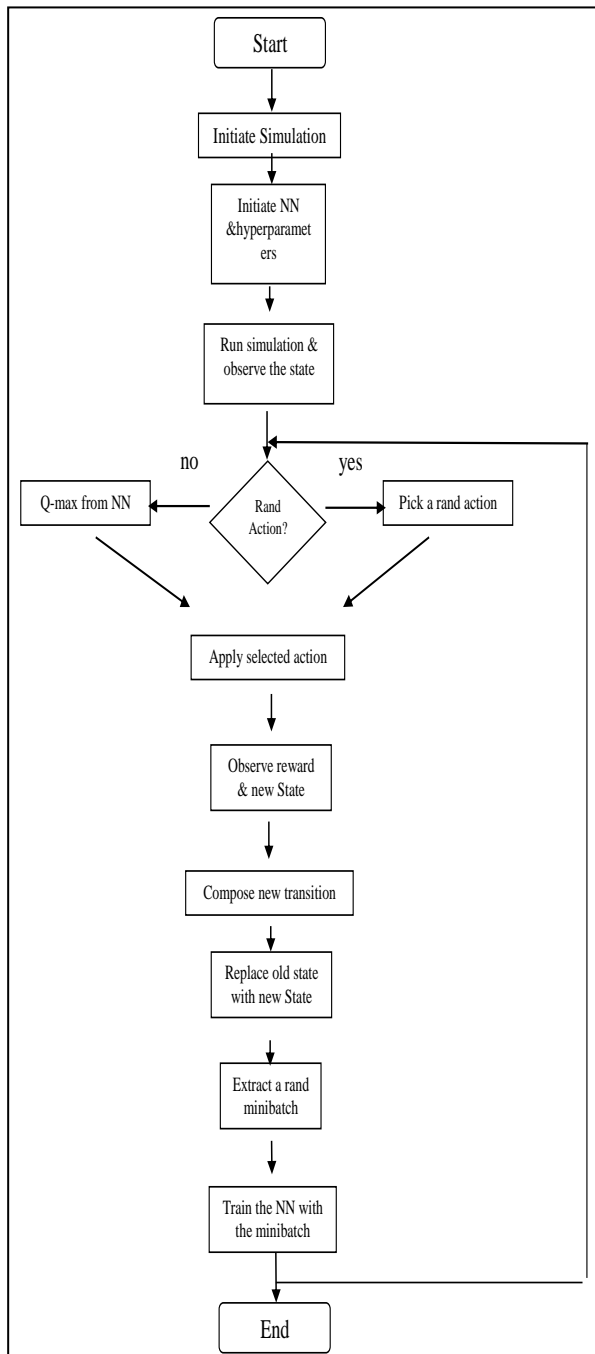 Start
Initiate Simulation
Initiate NN
&hyperparamet
ers
Run simulation &
observe the state
no
yes
Q-max from NN
Rand
Action?
Pick a rand action
Apply selected action
Observe reward
& new State
Compose new transition
Replace old state
with new State
Extract a rand
minibatch
Train the NN with
the minibatch
End